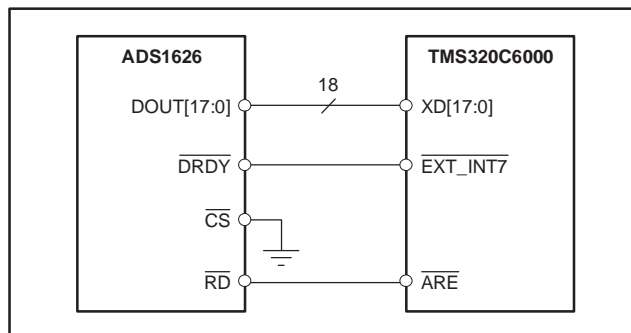 ADS1626 TMS320C6000
18
DOUT[17:0] XD[17:0]
DRDY EXT_INT7
CS
RD ARE